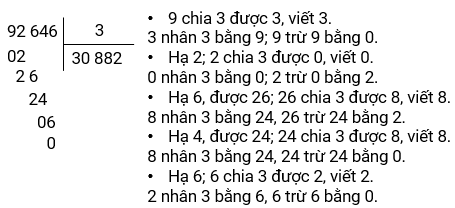 92 646 3
02 30 882
2 6
24
06
0
• 9 chia 3 được 3, viết 3.
3 nhân 3 bằng 9; 9 trừ 9 bằng 0.
• Hạ 2; 2 chia 3 được 0, viết 0.
0 nhân 3 bằng 0; 2 trừ 0 bằng 2.
• Hạ 6, được 26; 26 chia 3 được 8, viết 8.
8 nhân 3 bằng 24, 26 trừ 24 bằng 2.
• Hạ 4, được 24; 24 chia 3 được 8, viết 8.
8 nhân 3 bằng 24, 24 trừ 24 bằng 0.
• Hạ 6; 6 chia 3 được 2, viết 2.
2 nhân 3 bằng 6, 6 trừ 6 bằng 0.